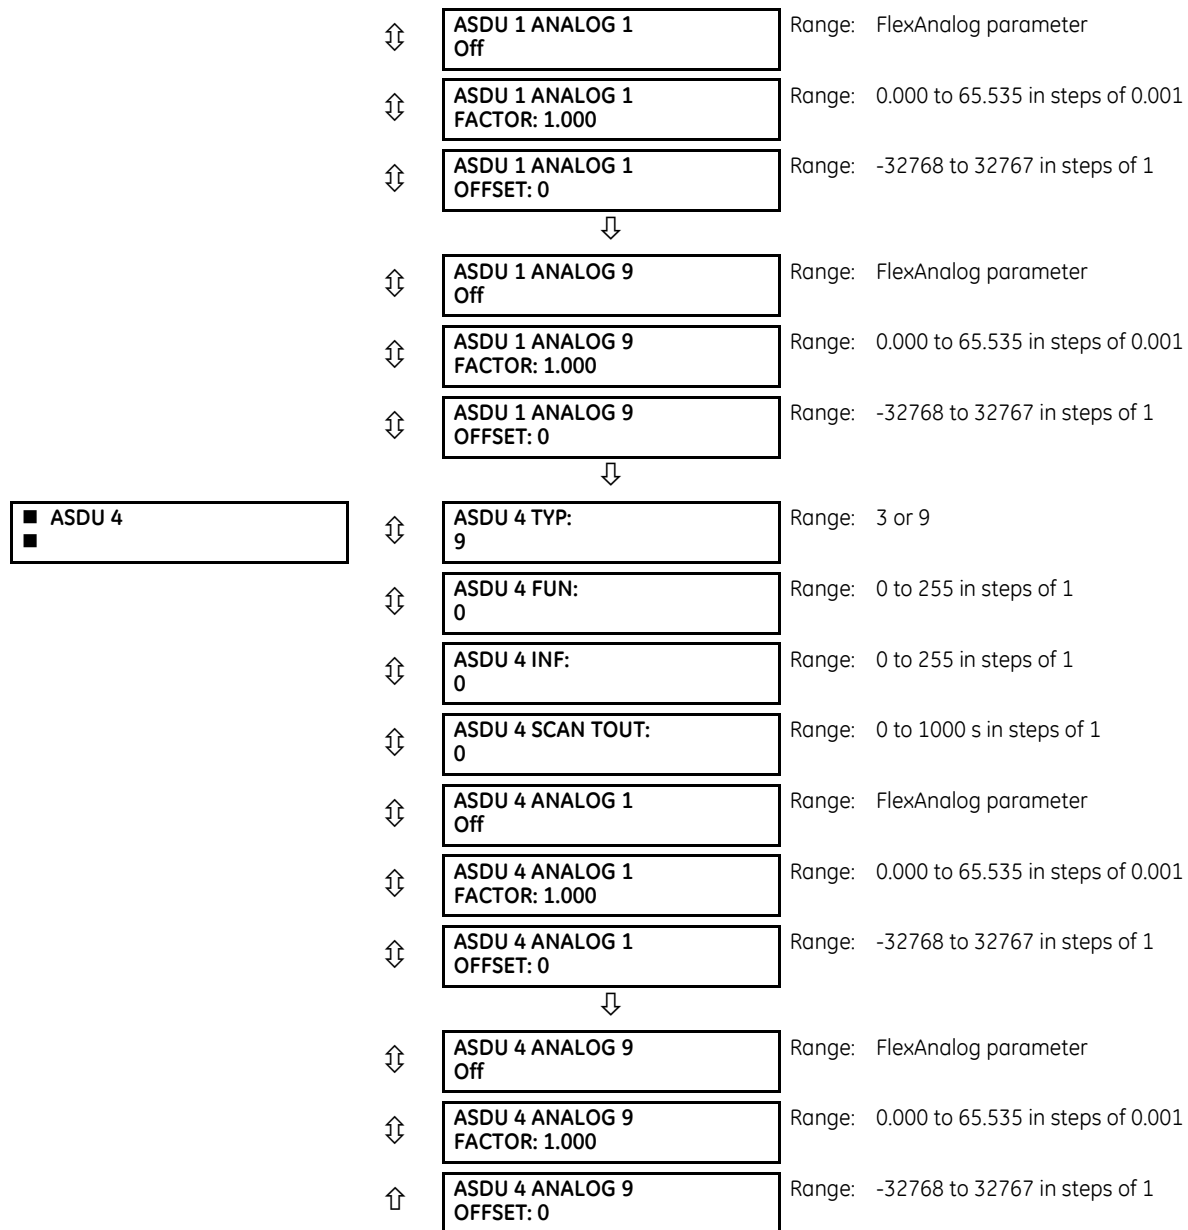 ASDU 1 ANALOG 1
Off
Range: FlexAnalog parameter
ASDU 1 ANALOG 1
FACTOR: 1.000
Range: 0.000 to 65.535 in steps of 0.001
ASDU 1 ANALOG 1
OFFSET: 0
Range: -32768 to 32767 in steps of 1
ASDU 1 ANALOG 9
Off
Range: FlexAnalog parameter
ASDU 1 ANALOG 9
FACTOR: 1.000
Range: 0.000 to 65.535 in steps of 0.001
ASDU 1 ANALOG 9
OFFSET: 0
Range: -32768 to 32767 in steps of 1
■ ASDU 4
■
ASDU 4 TYP:
9
Range: 3 or 9
ASDU 4 FUN:
0
Range: 0 to 255 in steps of 1
ASDU 4 INF:
0
Range: 0 to 255 in steps of 1
ASDU 4 SCAN TOUT:
0
Range: 0 to 1000 s in steps of 1
ASDU 4 ANALOG 1
Off
Range: FlexAnalog parameter
ASDU 4 ANALOG 1
FACTOR: 1.000
Range: 0.000 to 65.535 in steps of 0.001
ASDU 4 ANALOG 1
OFFSET: 0
Range: -32768 to 32767 in steps of 1
ASDU 4 ANALOG 9
Off
Range: FlexAnalog parameter
ASDU 4 ANALOG 9
FACTOR: 1.000
Range: 0.000 to 65.535 in steps of 0.001
ASDU 4 ANALOG 9
OFFSET: 0
Range: -32768 to 32767 in steps of 1